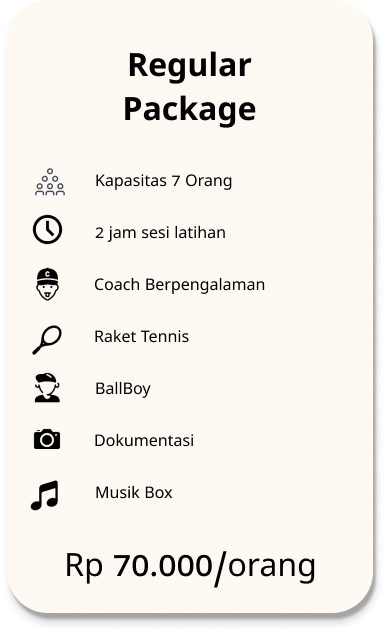 Regular
Package
Kapasitas 7 Orang
2 jam sesi latihan
C
Coach Berpengalaman
Raket Tennis
BallBoy
Dokumentasi
Musik Box
Rp 70.000/orang